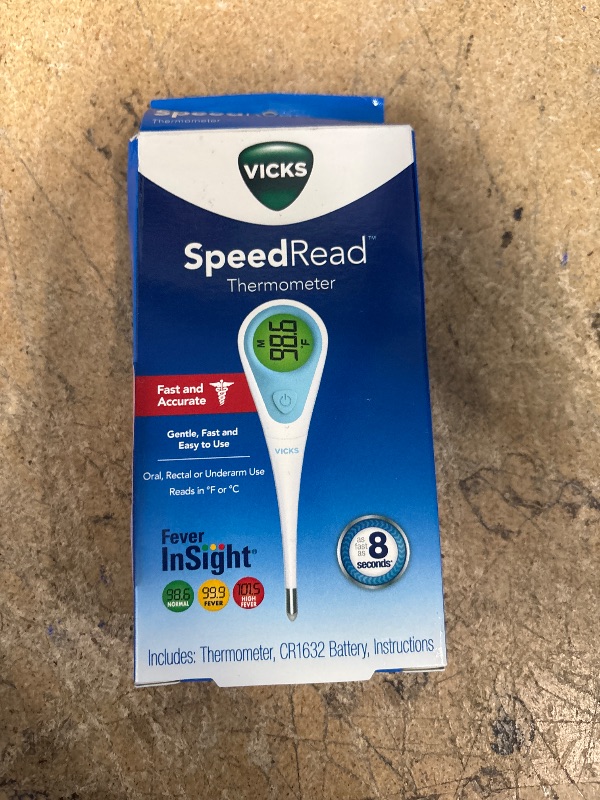 SpeedRead
Thermometer
VICKS
SpeedRead™
Thermometer
98.6
M
°F
Fast and
Accurate
Gentle, Fast and
Easy to Use
VICKS
Oral, Rectal or Underarm Use
Reads in °F or °C
Fever
InSight®
98.6
NORMAL
99.9
FEVER
101.5
HIGH
FEVER
as
fast
as
8
seconds*
Includes: Thermometer, CR1632 Battery, Instructions